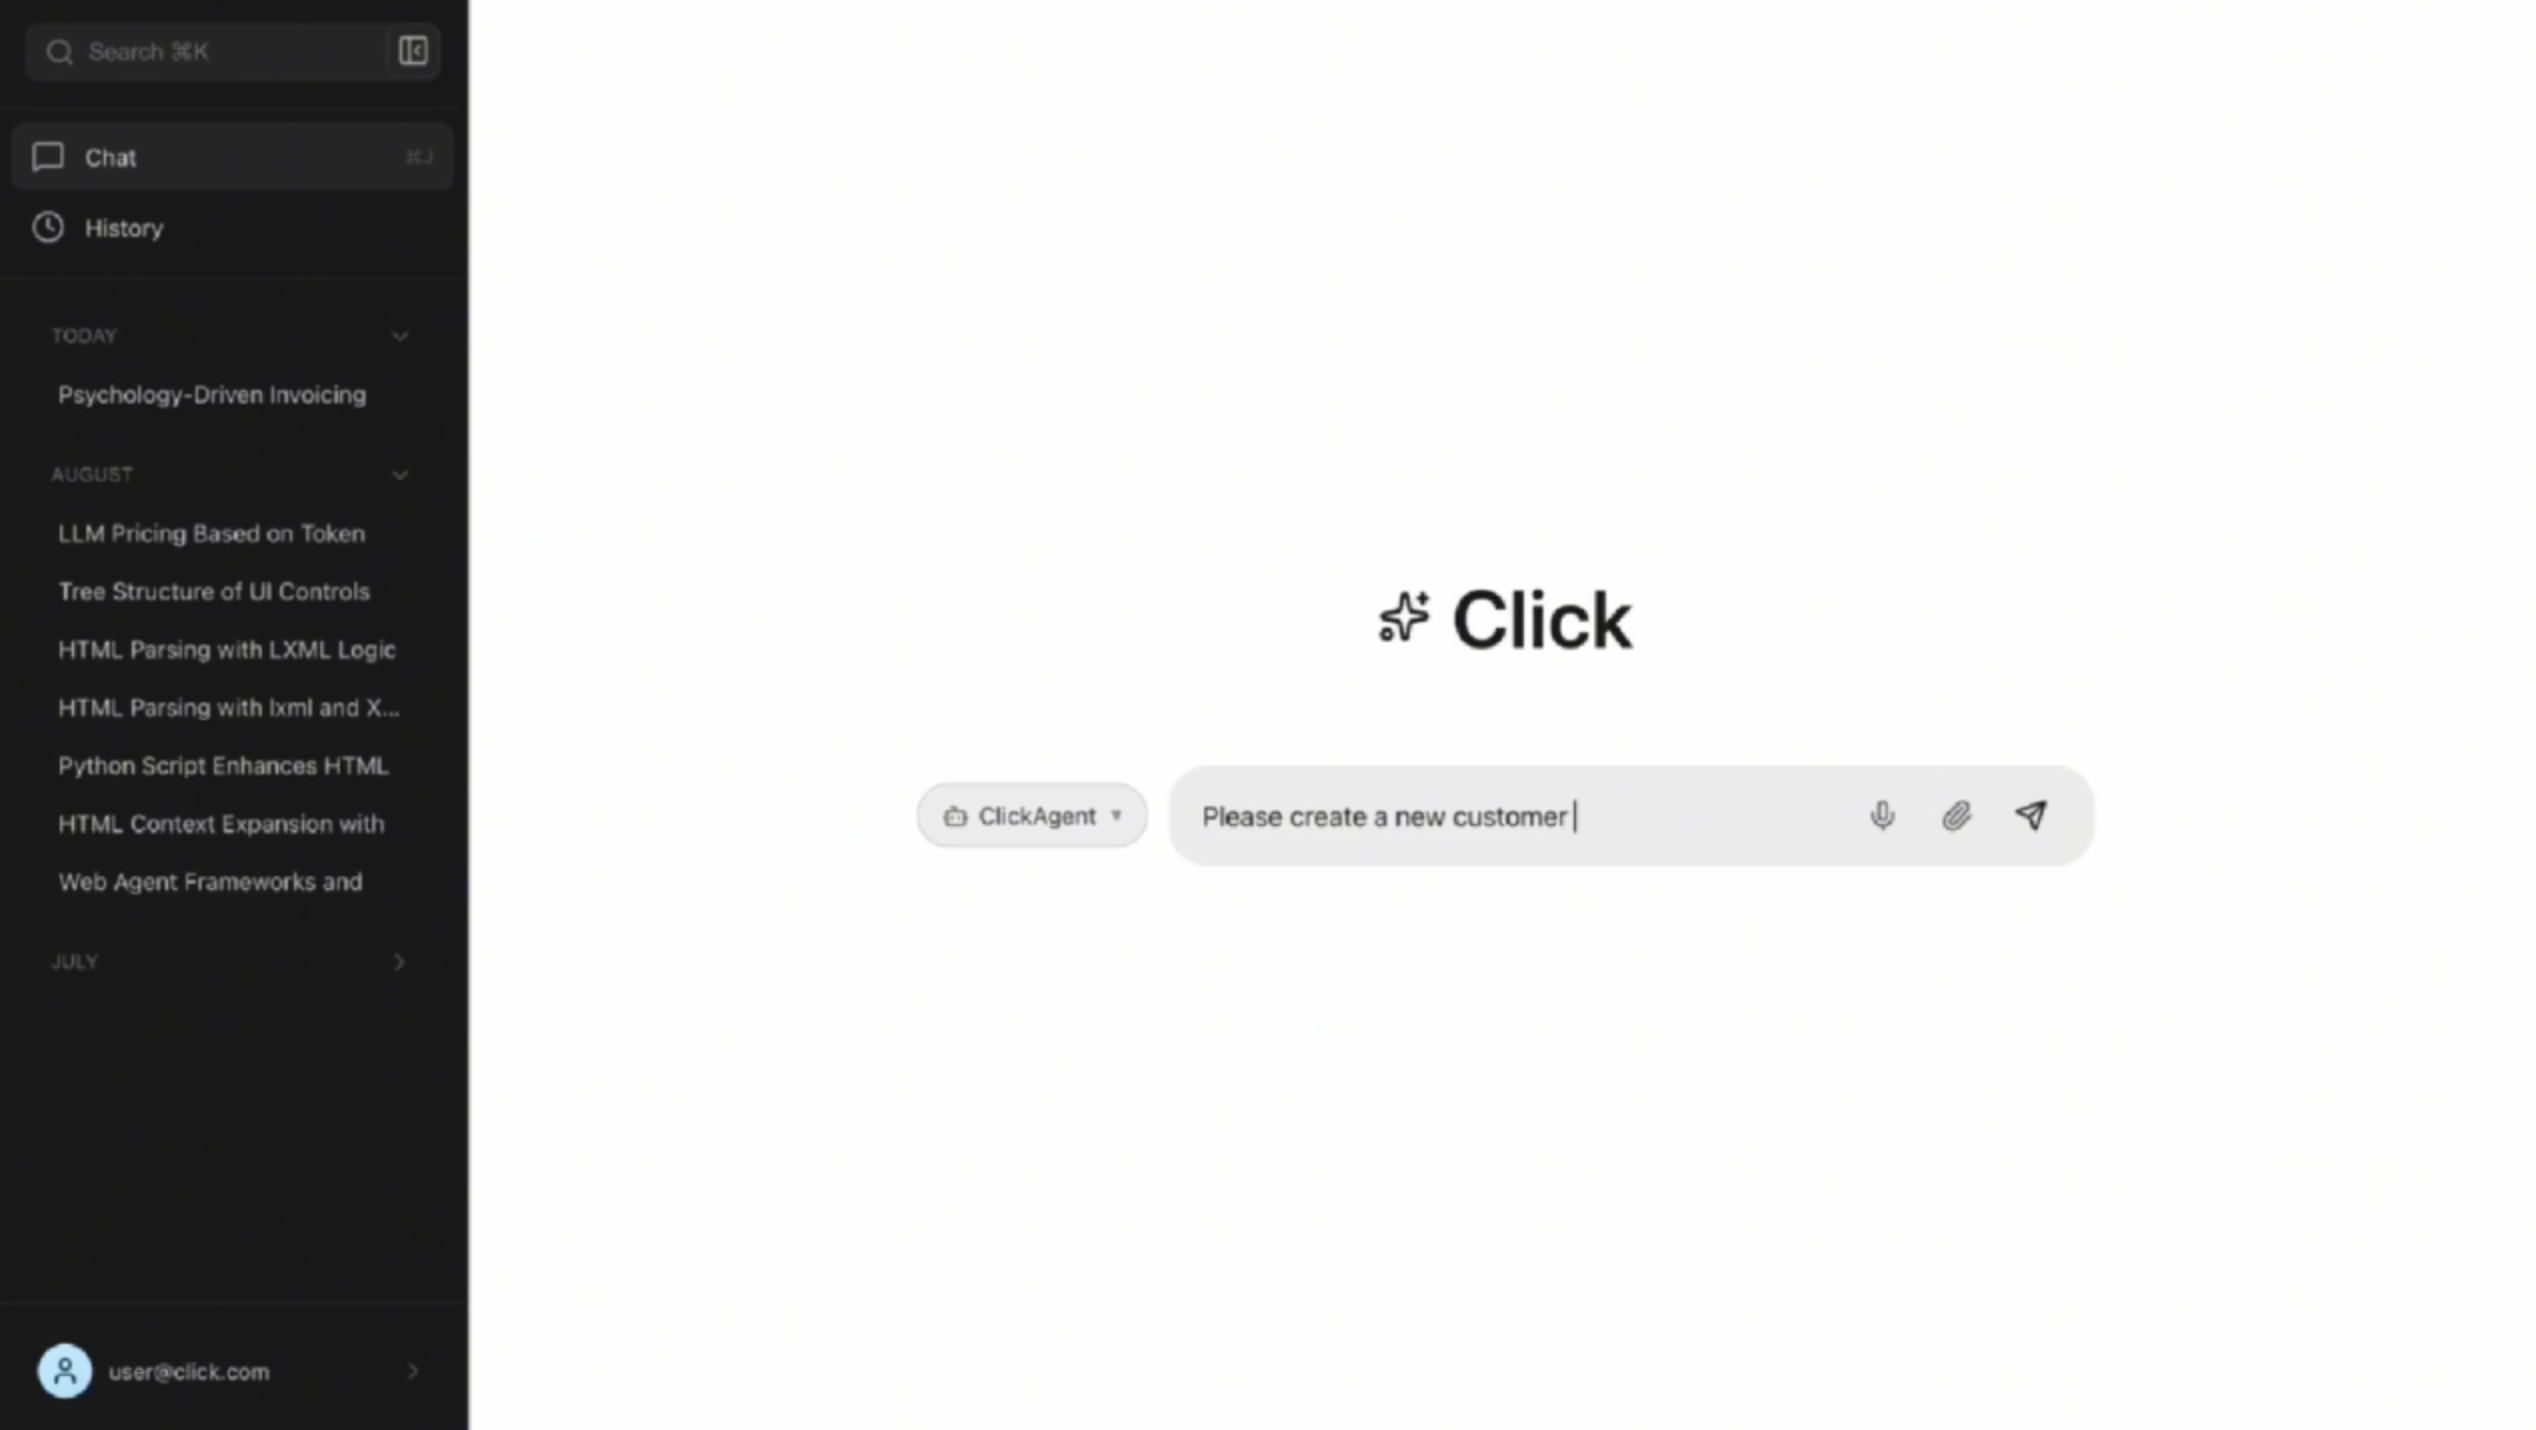 Search ⌘K
Chat ⌘J
History
TODAY
Psychology-Driven Invoicing
AUGUST
LLM Pricing Based on Token
Tree Structure of UI Controls
HTML Parsing with LXML Logic
HTML Parsing with lxml and X...
Python Script Enhances HTML
HTML Context Expansion with
Web Agent Frameworks and
JULY
user@click.com
Click
ClickAgent
Please create a new customer